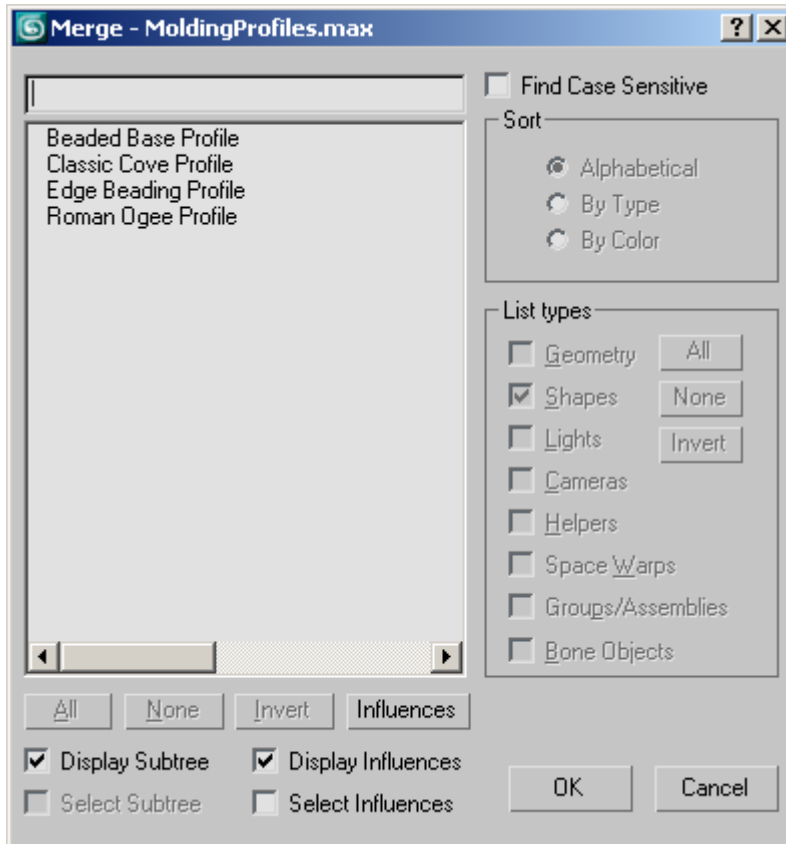 Merge - MoldingProfiles.max
Find Case Sensitive
Beaded Base Profile
Classic Cove Profile
Edge Beading Profile
Roman Ogee Profile
Sort
Alphabetical
By Type
By Color
List types
Geometry
All
Shapes
None
Lights
Invert
Cameras
Helpers
Space Warps
Groups/Assemblies
Bone Objects
All
None
Invert
Influences
Display Subtree
Display Influences
Select Subtree
Select Influences
OK
Cancel